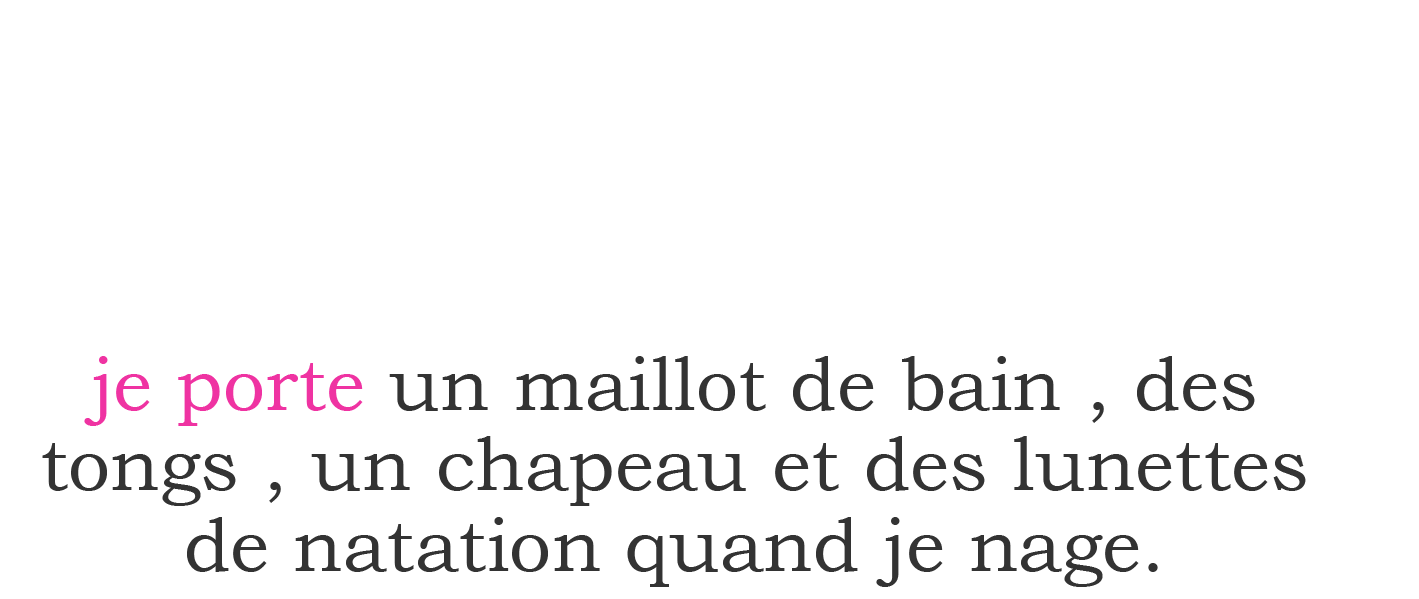 je porte un maillot de bain , des
tongs , un chapeau et des lunettes
de natation quand je nage.